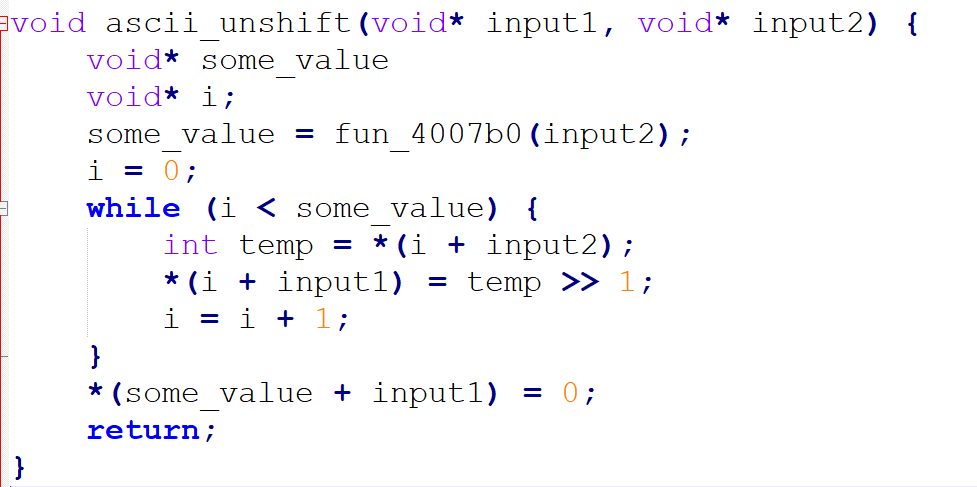 void ascii_unshift(void* input1, void* input2) {
    void* some_value
    void* i;
    some_value = fun_4007b0(input2);
    i = 0;
    while (i < some_value) {
        int temp = *(i + input2);
        *(i + input1) = temp >> 1;
        i = i + 1;
    }
    *(some_value + input1) = 0;
    return;
}